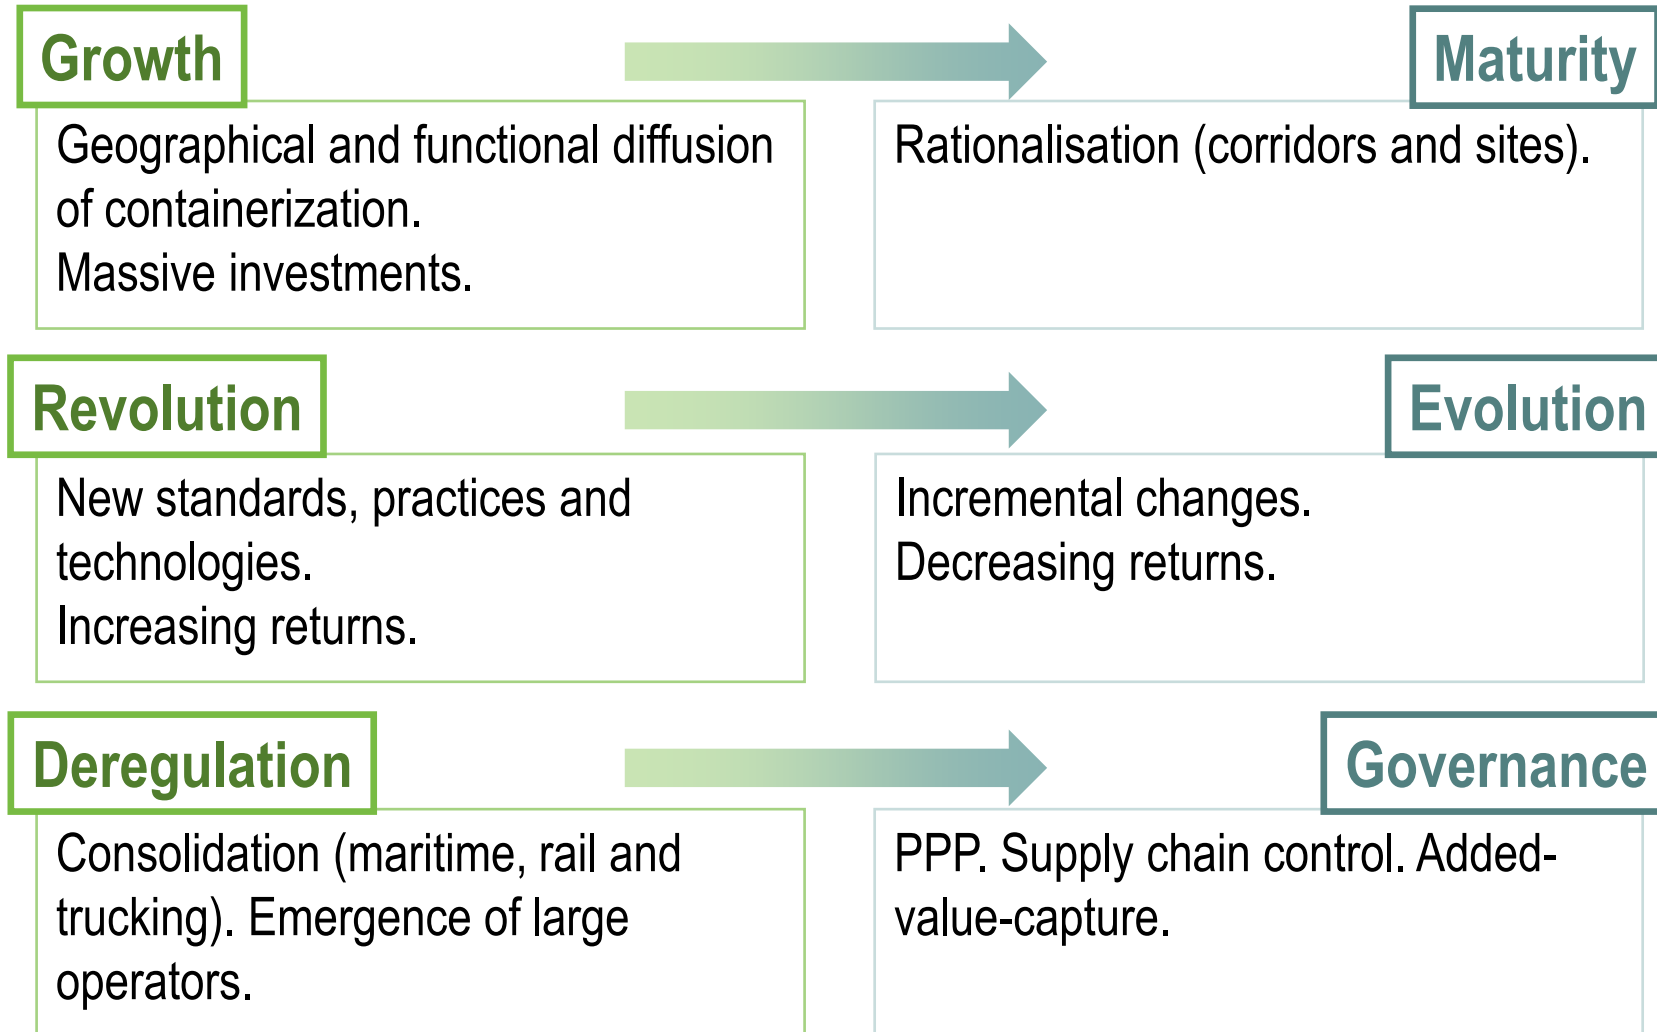 Growth
Maturity
Geographical and functional diffusion
of containerization.
Massive investments.
Rationalisation (corridors and sites).
Revolution
Evolution
New standards, practices and
technologies.
Increasing returns.
Incremental changes.
Decreasing returns.
Deregulation
Governance
Consolidation (maritime, rail and
trucking). Emergence of large
operators.
PPP. Supply chain control. Added-
value-capture.